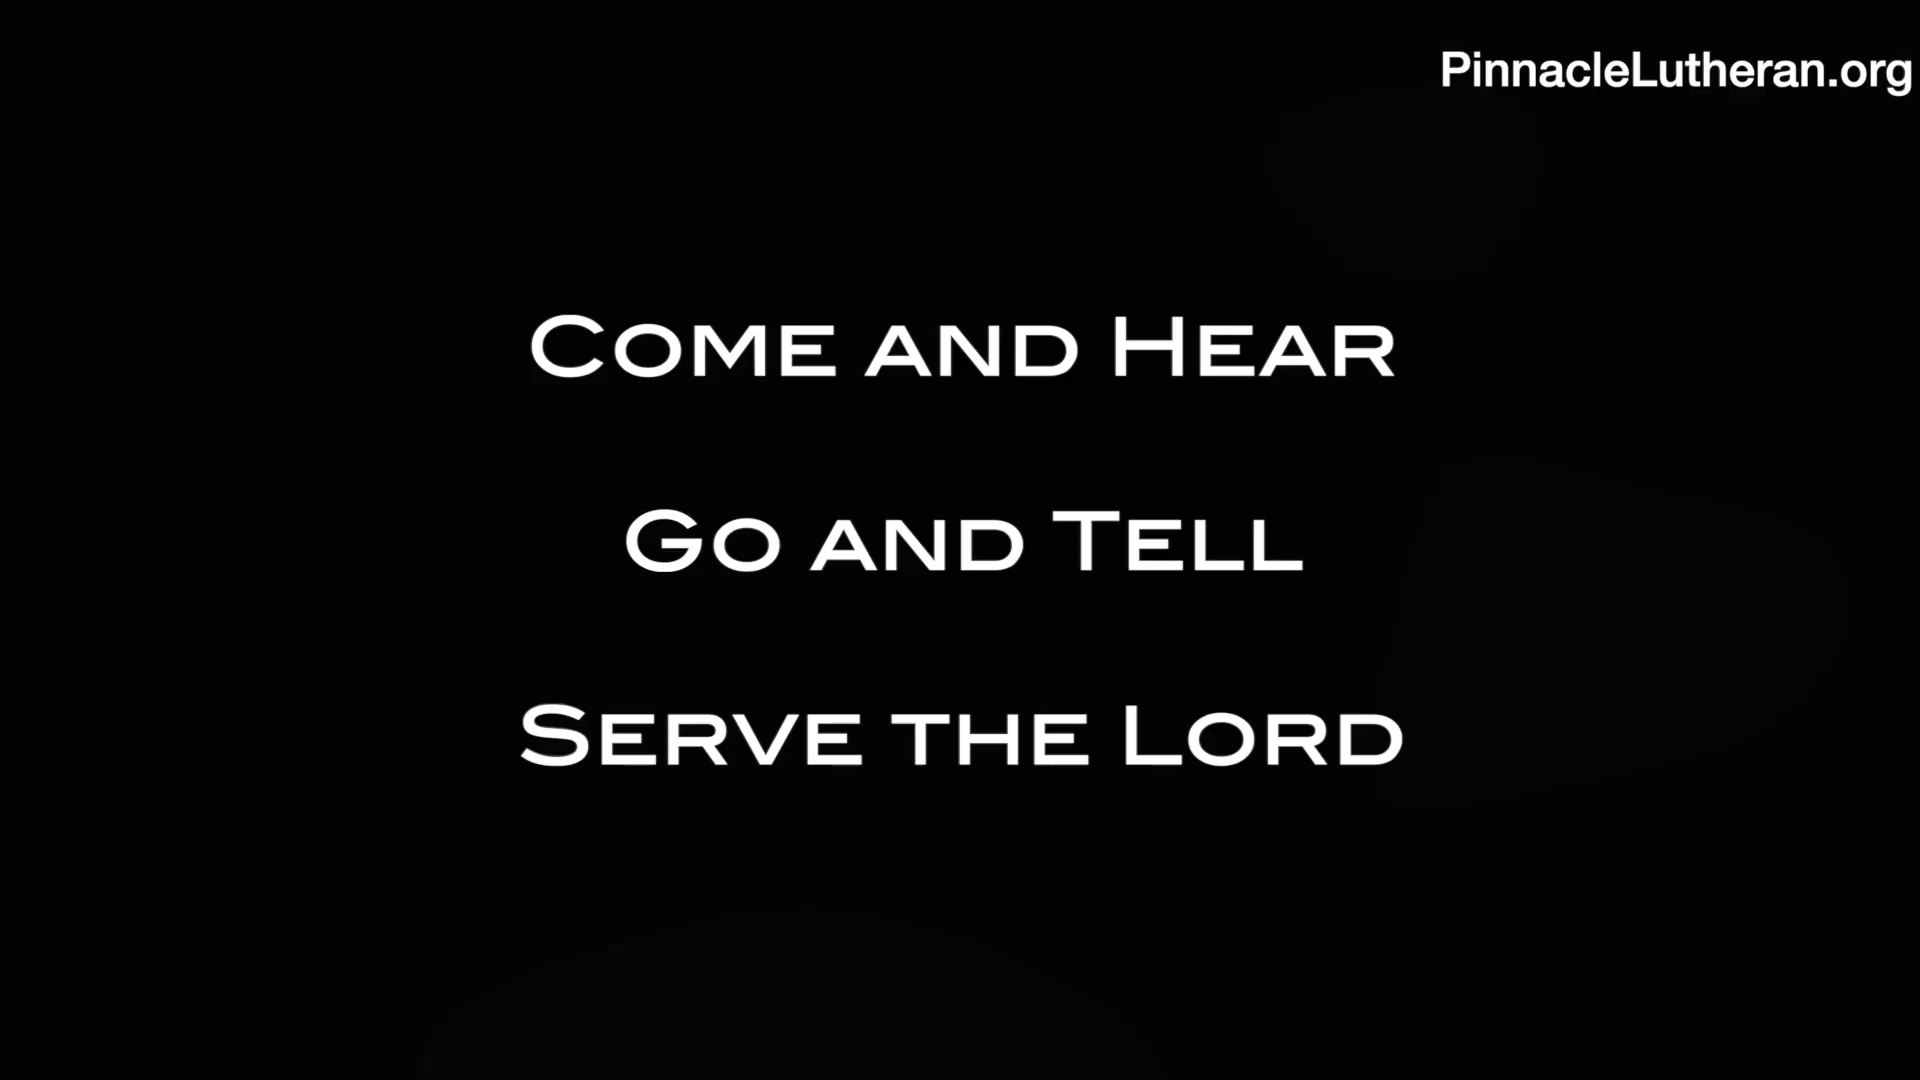 PinnacleLutheran.org
Come and Hear
Go and Tell
Serve the Lord